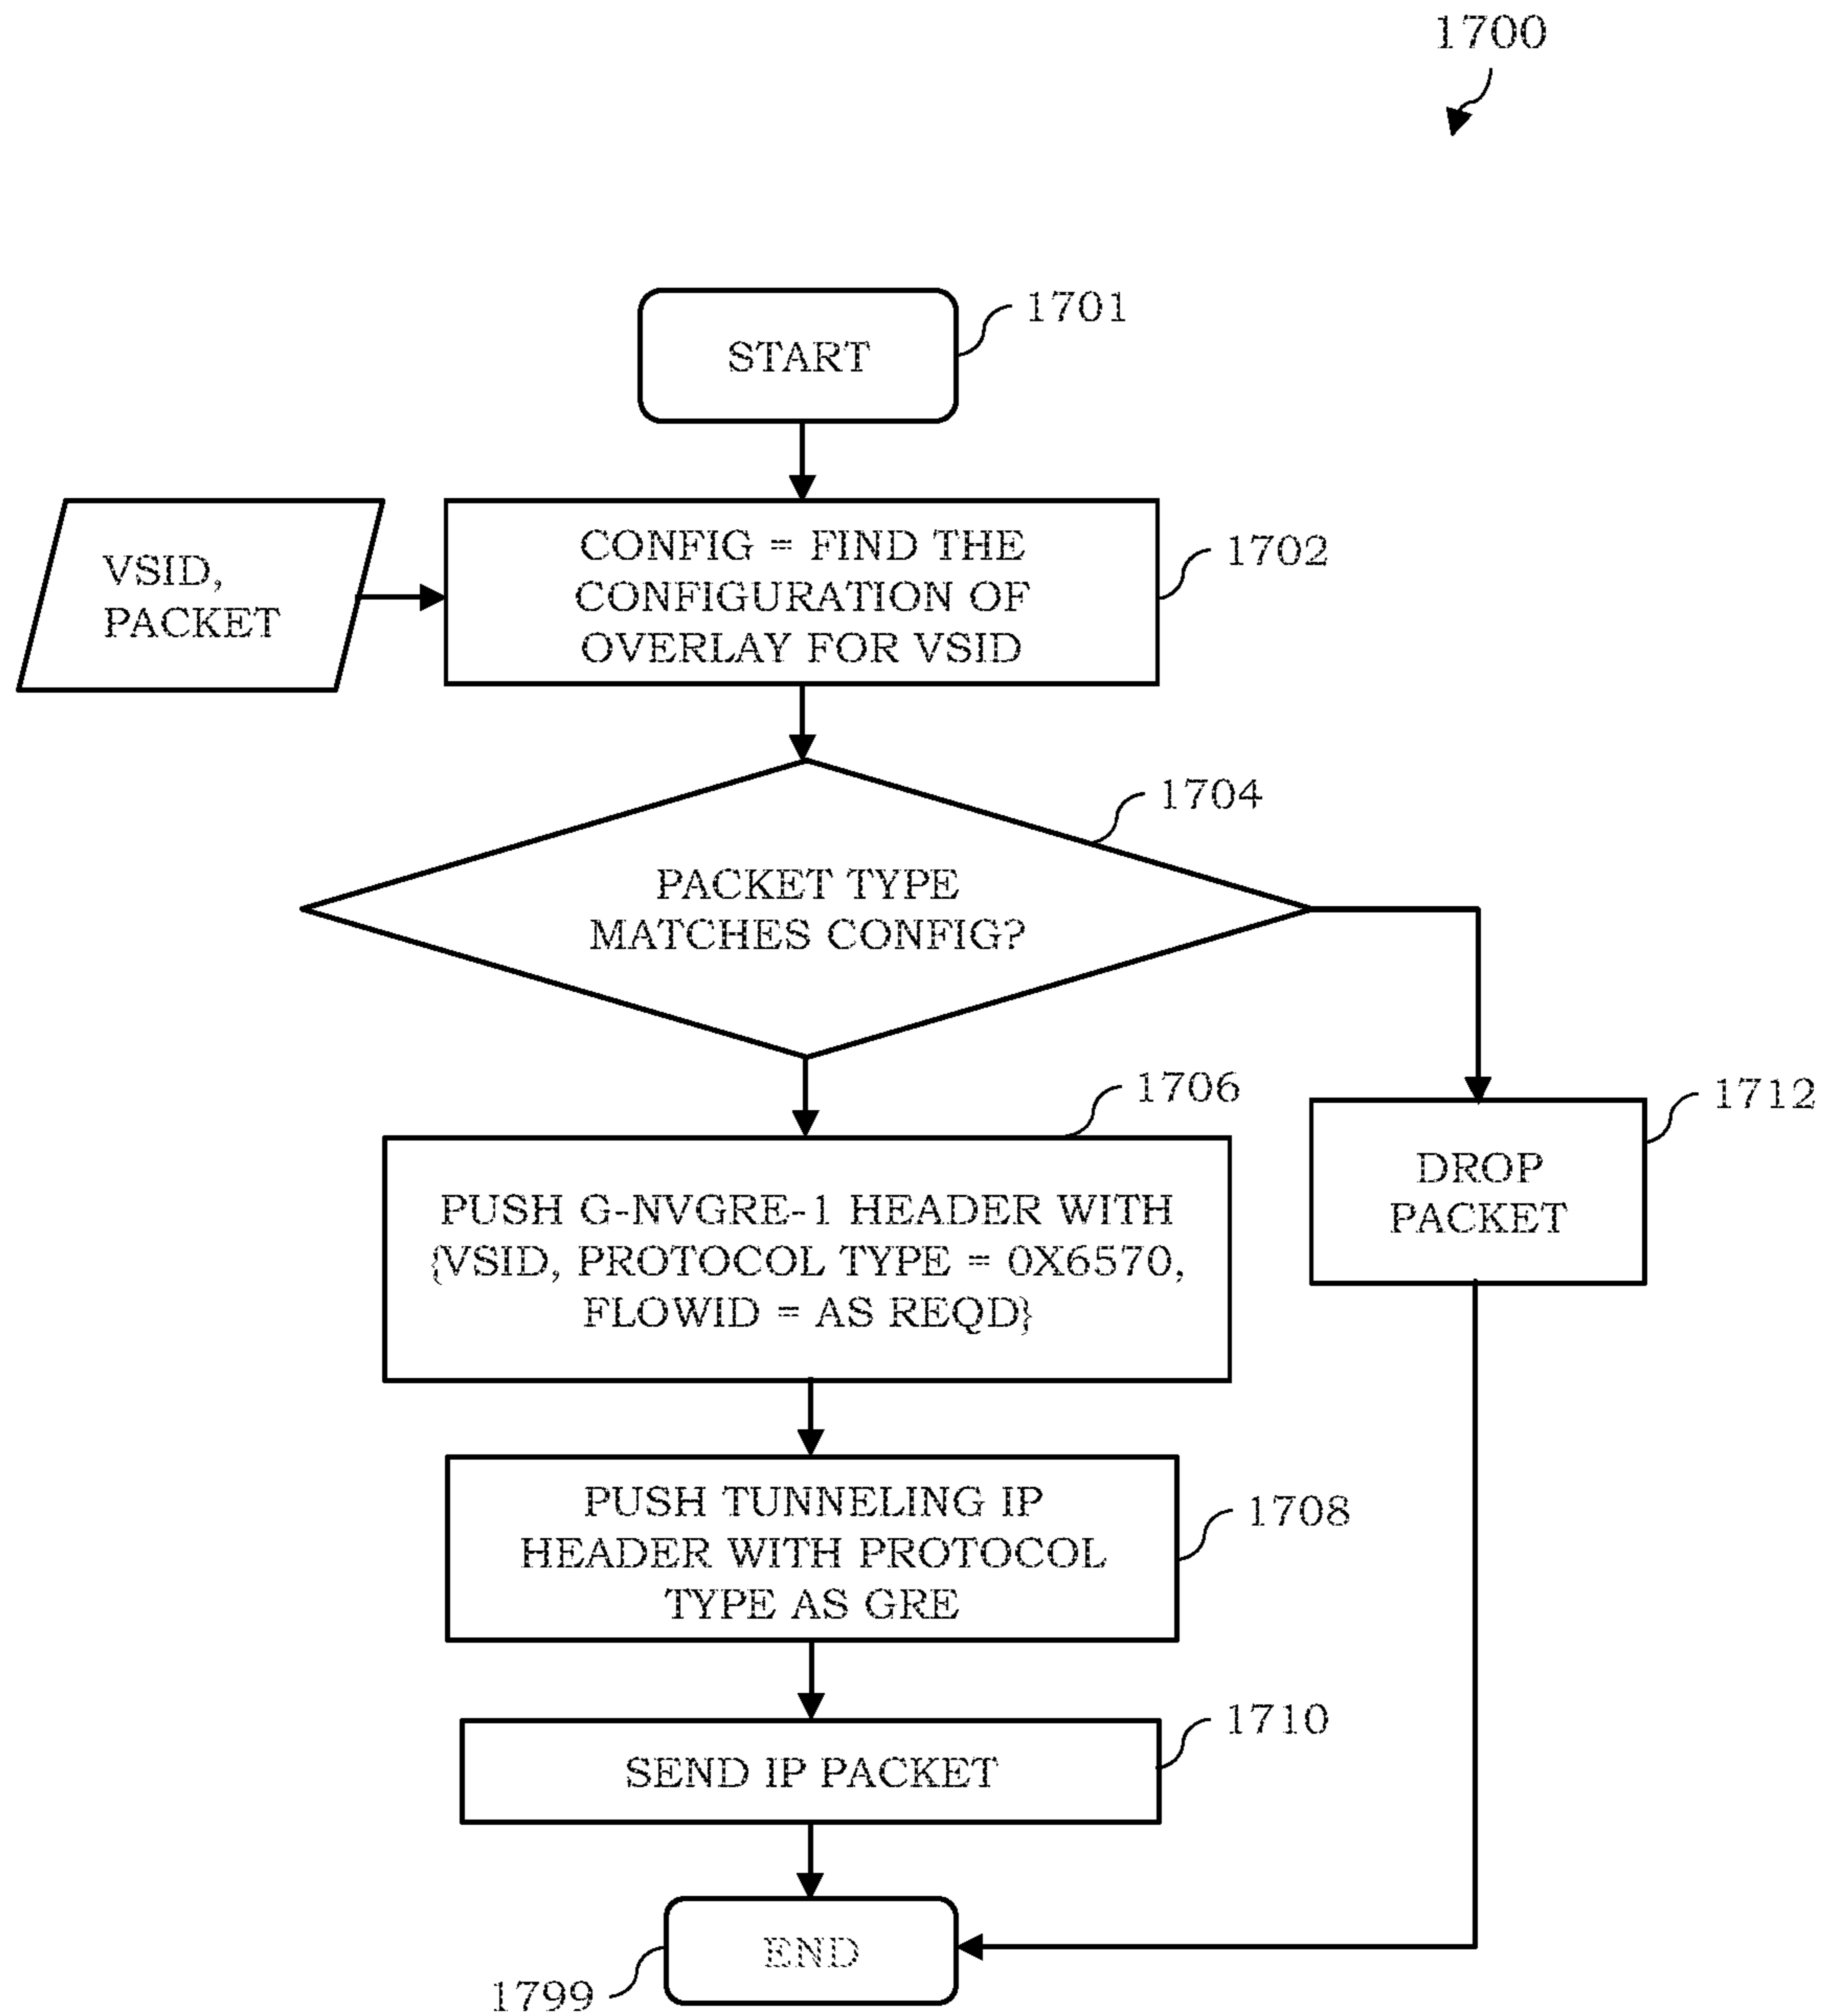 1700
START
1701
VSID,
PACKET
CONFIG = FIND THE
CONFIGURATION OF
OVERLAY FOR VSID
1702
1704
PACKET TYPE
MATCHES CONFIG?
1706
PUSH G-NVGRE-1 HEADER WITH
{VSID, PROTOCOL TYPE = 0X6570,
FLOWID = AS REQD}
1712
DROP
PACKET
PUSH TUNNELING IP
HEADER WITH PROTOCOL
TYPE AS GRE
1708
SEND IP PACKET
1710
END
1799